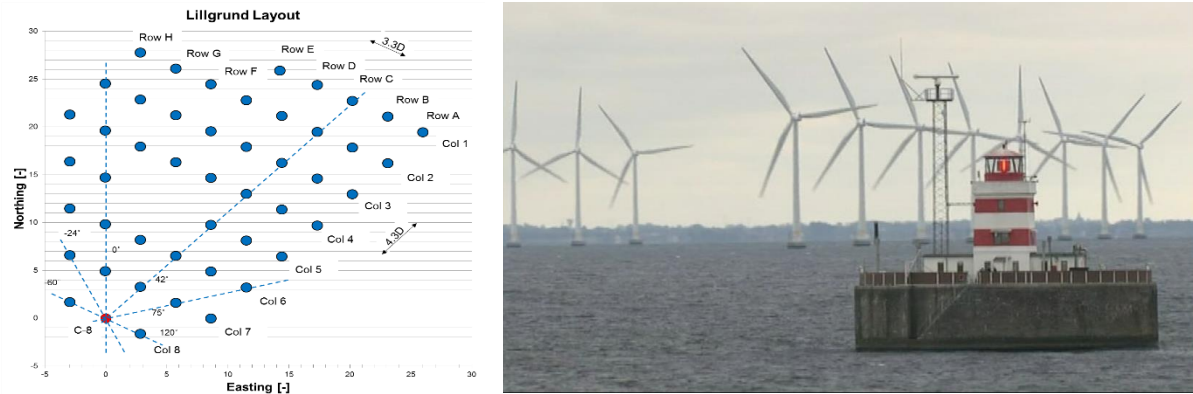 Lillgrund Layout
30
Row H
3.3D
Row E
Row G
Row D
25
Row F
Row C
Row B
Row A
20
Col 1
Northing [-]
15
Col 2
Col 3
10
Col 4
4.3D
-24°
0°
5
Col 5
42°
60
Col 6
75°
0
C-8
120°
Col 7
Col 8
-5
-5
0
5
10
15
20
25
30
Easting [-]